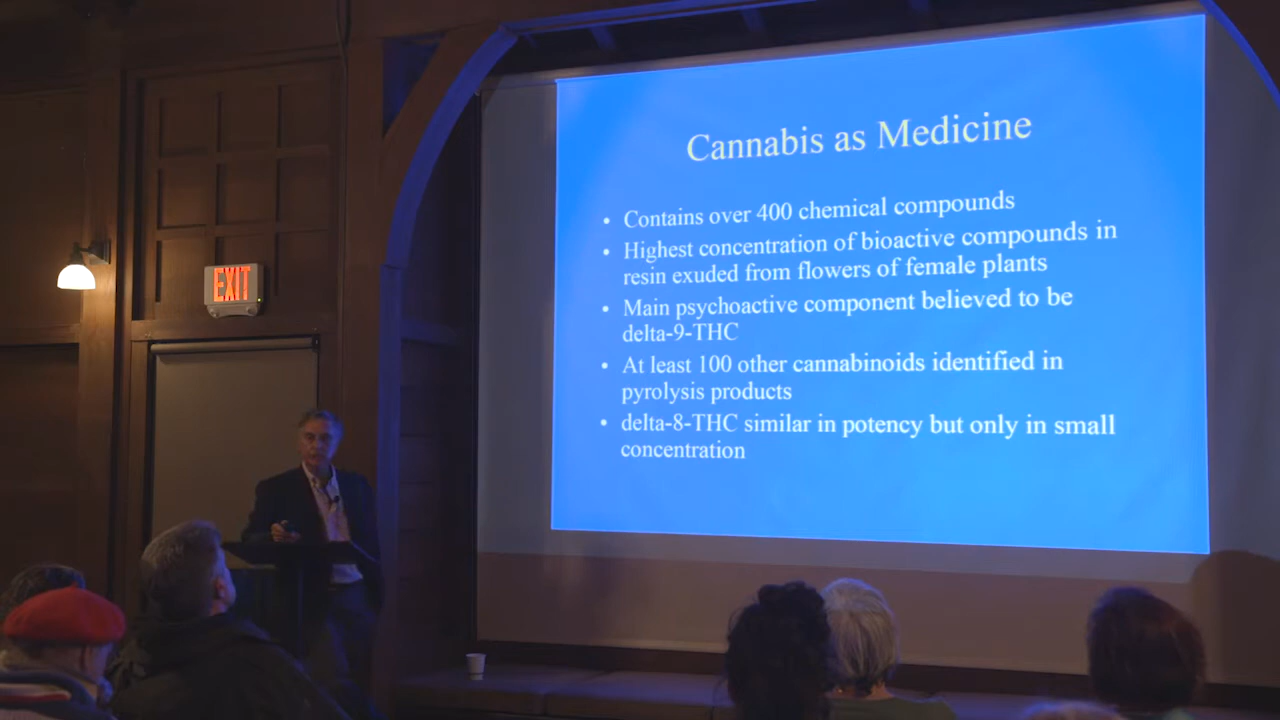 EXIT
Cannabis as Medicine
• Contains over 400 chemical compounds
• Highest concentration of bioactive compounds in
resin exuded from flowers of female plants
• Main psychoactive component believed to be
delta-9-THC
• At least 100 other cannabinoids identified in
pyrolysis products
• delta-8-THC similar in potency but only in small
concentration